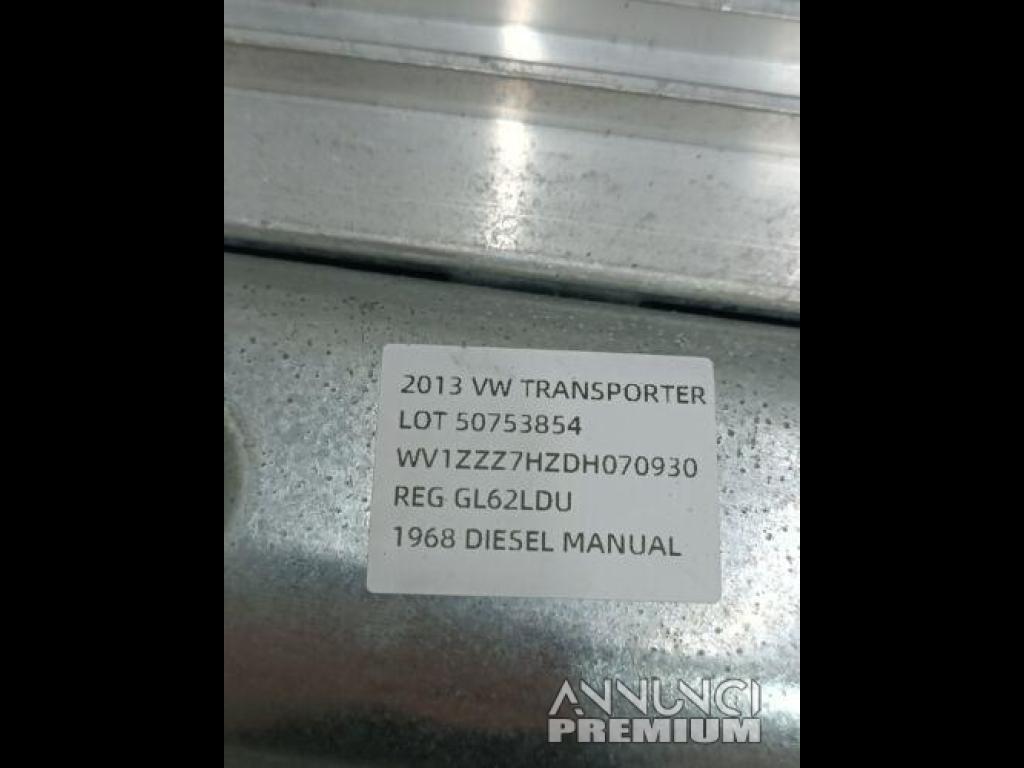 2013 VW TRANSPORTER
LOT 50753854
WV1ZZZ7HZDH070930
REG GL62LDU
1968 DIESEL MANUAL
ANNUNCI
PREMIUM